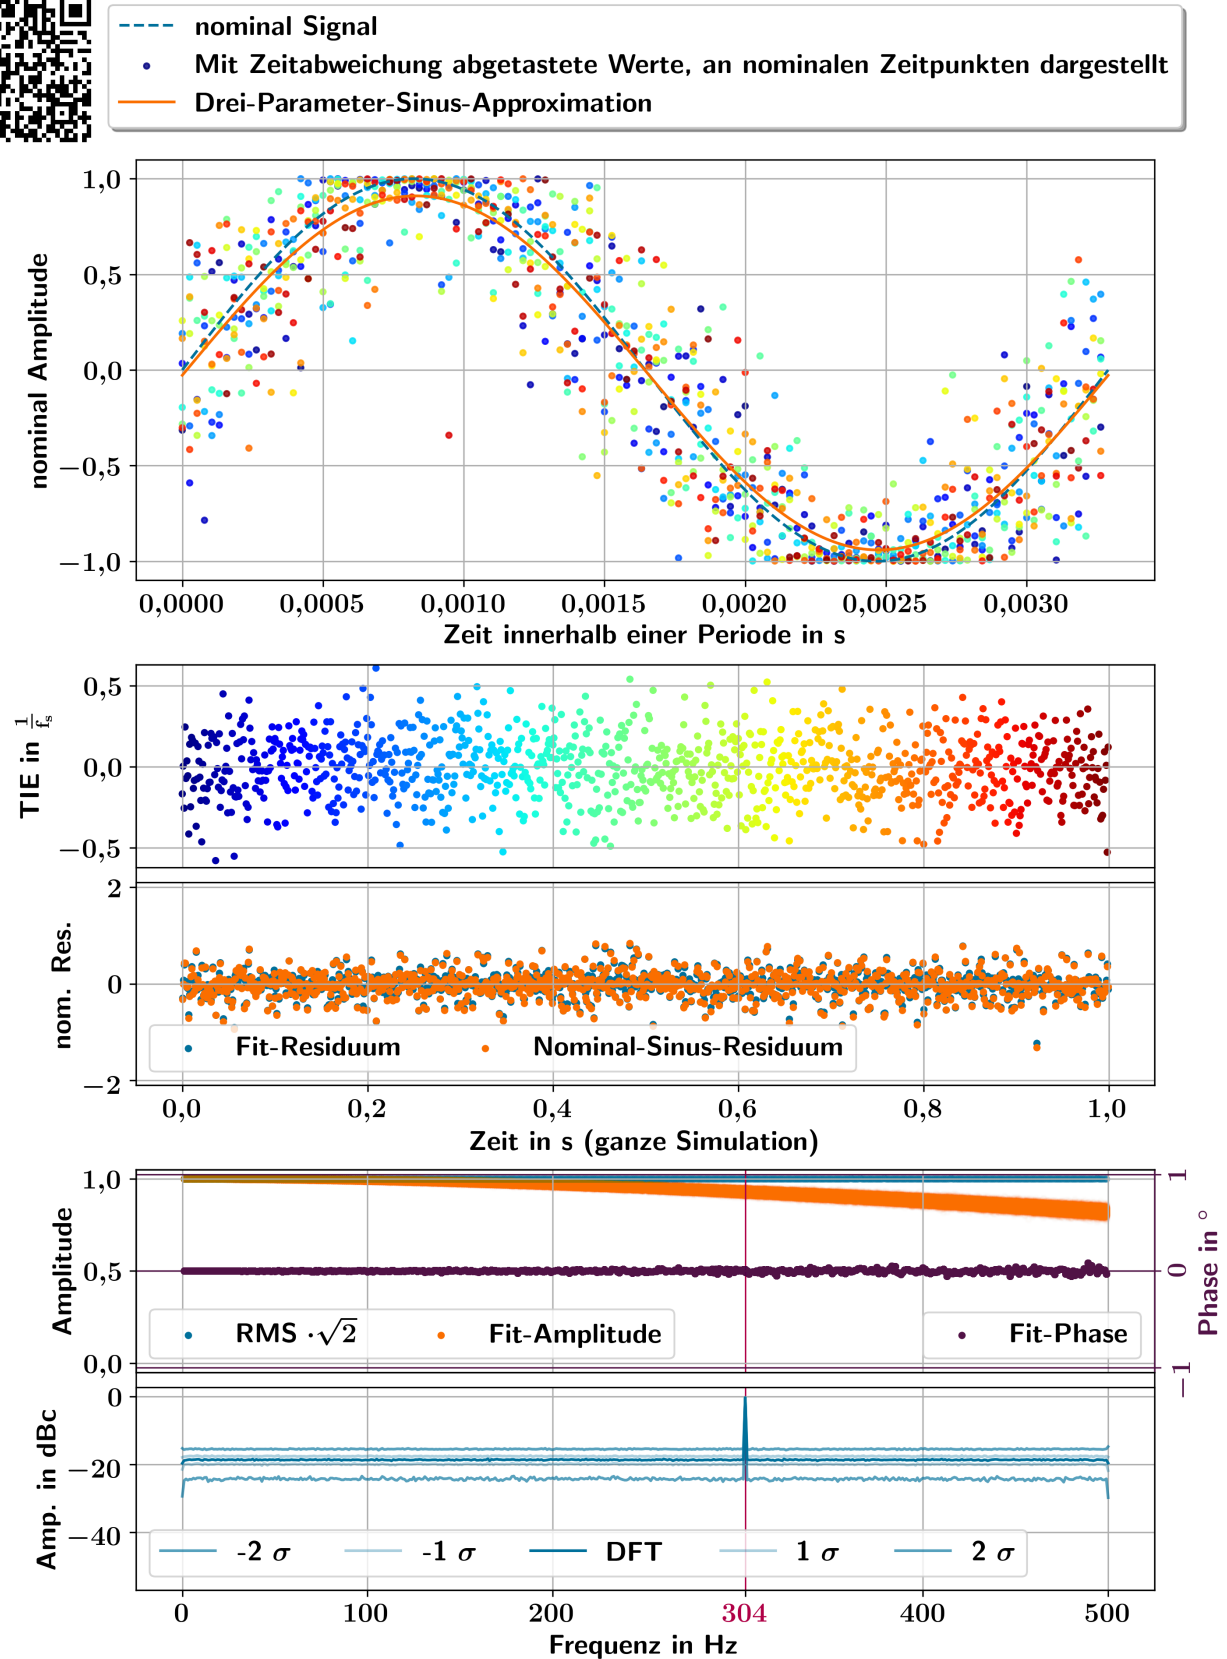 nominal Signal
Mit Zeitabweichung abgetastete Werte, an nominalen Zeitpunkten dargestellt
Drei-Parameter-Sinus-Approximation
nominal Amplitude
1,0
0,5
0,0
−0,5
−1,0
0,0000 0,0005 0,0010 0,0015 0,0020 0,0025 0,0030
Zeit innerhalb einer Periode in s
TIE in 1/fₛ
0,5
0,0
−0,5
nom. Res.
2
0
−2
Fit-Residuum Nominal-Sinus-Residuum
0,0 0,2 0,4 0,6 0,8 1,0
Zeit in s (ganze Simulation)
Amplitude
1,0
0,5
0,0
RMS ·√2 Fit-Amplitude Fit-Phase
1
0
−1
Phase in °
Amp. in dBc
0
−20
−40
-2 σ -1 σ DFT 1 σ 2 σ
0 100 200 304 400 500
Frequenz in Hz